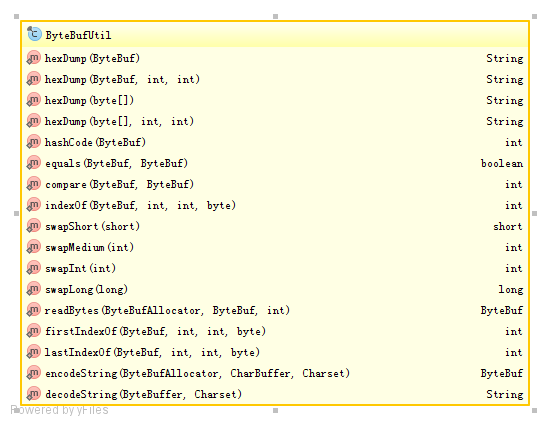 ByteBufUtil
hexDump(ByteBuf) String
hexDump(ByteBuf, int, int) String
hexDump(byte[]) String
hexDump(byte[], int, int) String
hashCode(ByteBuf) int
equals(ByteBuf, ByteBuf) boolean
compare(ByteBuf, ByteBuf) int
indexOf(ByteBuf, int, int, byte) int
swapShort(short) short
swapMedium(int) int
swapInt(int) int
swapLong(long) long
readBytes(ByteBufAllocator, ByteBuf, int) ByteBuf
firstIndexOf(ByteBuf, int, int, byte) int
lastIndexOf(ByteBuf, int, int, byte) int
encodeString(ByteBufAllocator, CharBuffer, Charset) ByteBuf
decodeString(ByteBuffer, Charset) String
Powered by yFiles